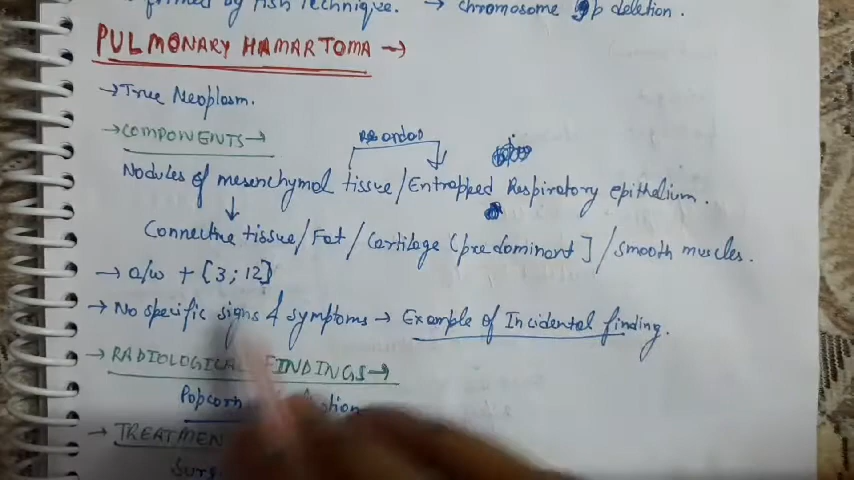 by fish Technique. → chromosome 9p deletion.
PULMONARY HAMARTOMA →
→ True Neoplasm.
→ COMPONENTS →
Nodules of mesenchymal tissue / Entrapped Respiratory epithelium.
Connective tissue / Fat / Cartilage (predominant] / smooth muscles.
→ a/w + [3; 12]
→ No specific signs & symptoms → Example of Incidental finding.
→ RADIOLOGICAL FINDINGS →
Popcorn
→ TREATMEN